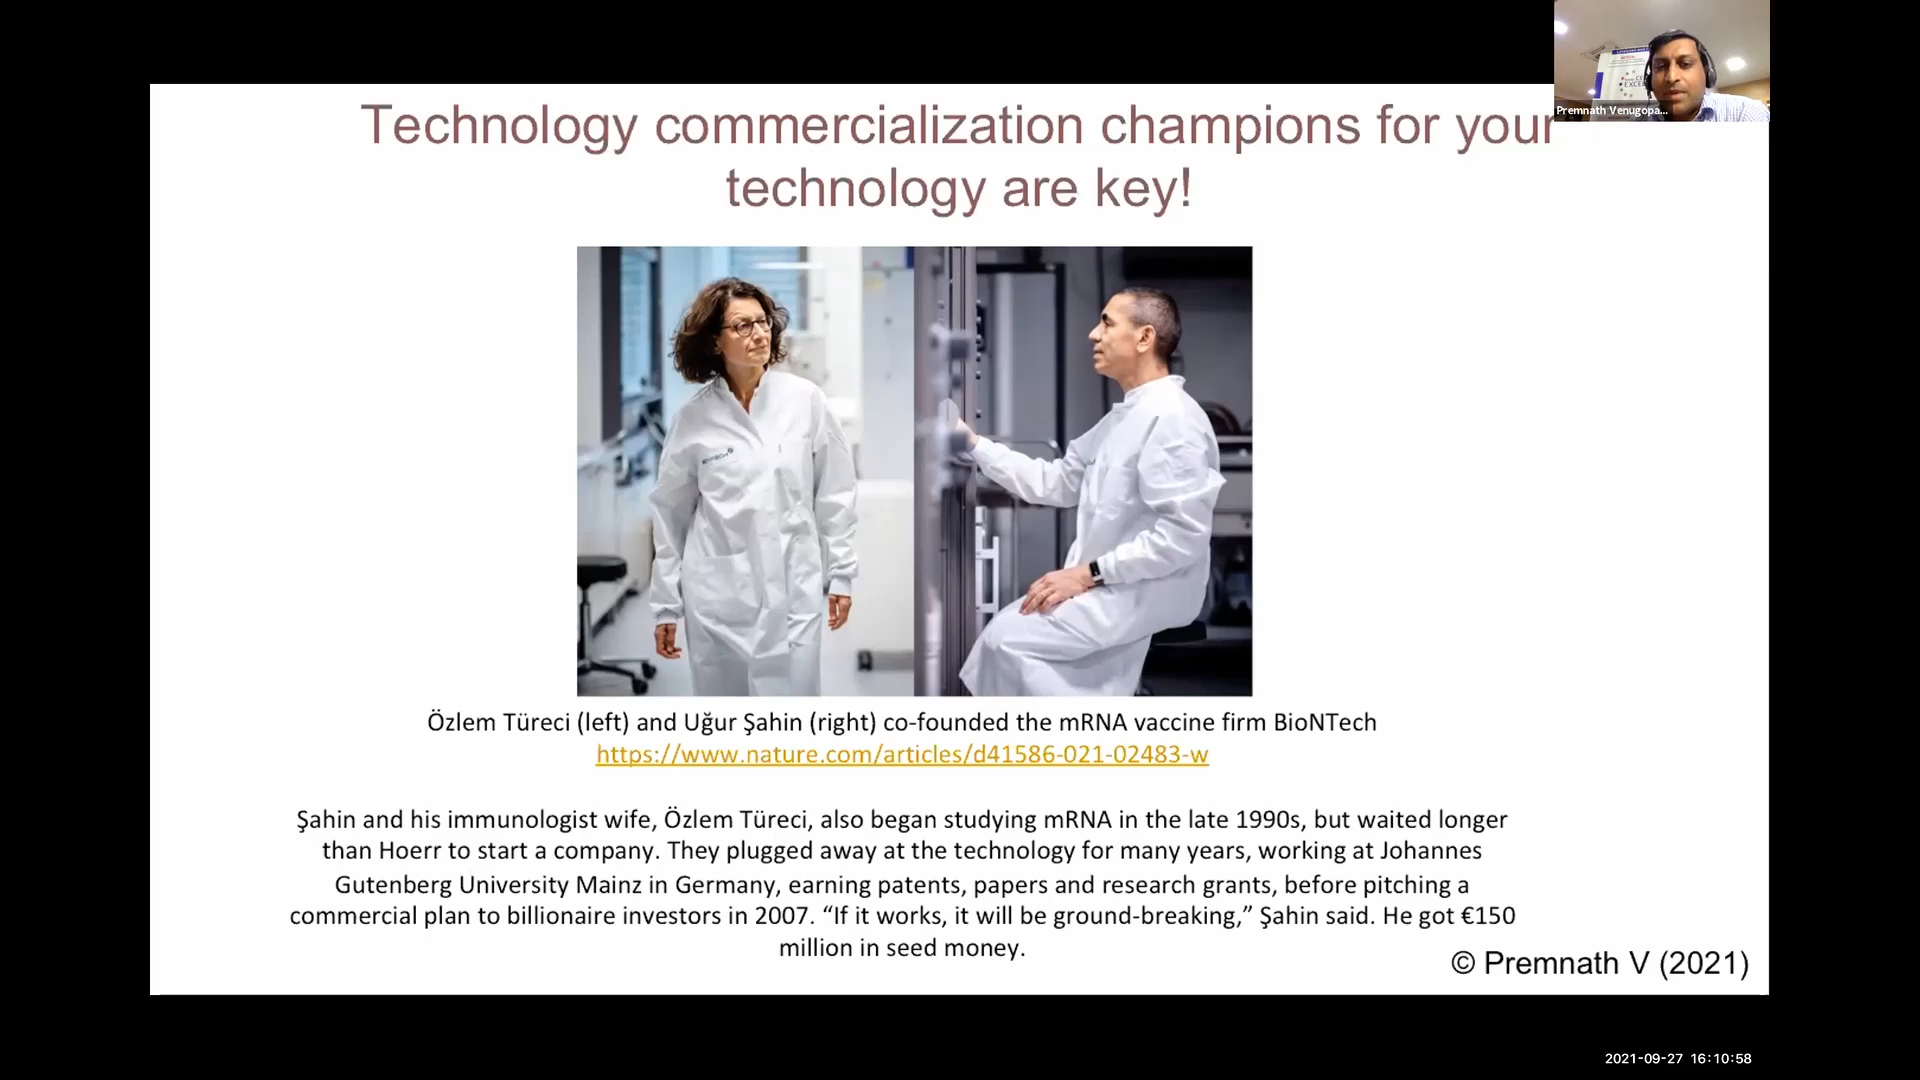 Technology commercialization champions for your
technology are key!
Premnath Venugopa...
Özlem Türeci (left) and Uğur Şahin (right) co-founded the mRNA vaccine firm BioNTech
https://www.nature.com/articles/d41586-021-02483-w
Şahin and his immunologist wife, Özlem Türeci, also began studying mRNA in the late 1990s, but waited longer
than Hoerr to start a company. They plugged away at the technology for many years, working at Johannes
Gutenberg University Mainz in Germany, earning patents, papers and research grants, before pitching a
commercial plan to billionaire investors in 2007. “If it works, it will be ground-breaking,” Şahin said. He got €150
million in seed money.
© Premnath V (2021)
2021-09-27 16:10:58